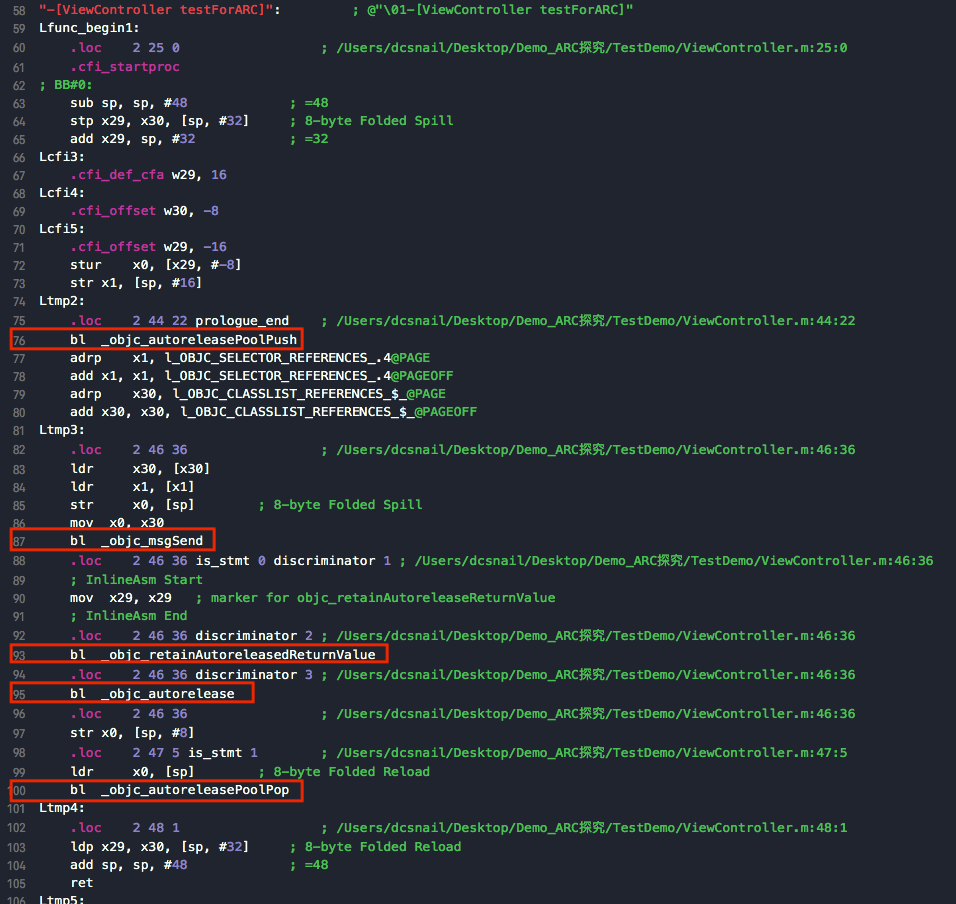 58 "-[ViewController testForARC]": ; @"\01-[ViewController testForARC]"
59 Lfunc_begin1:
60 .loc 2 25 0 ; /Users/dcsnail/Desktop/Demo_ARC探究/TestDemo/ViewController.m:25:0
61 .cfi_startproc
62 ; BB#0:
63 sub sp, sp, #48 ; =48
64 stp x29, x30, [sp, #32] ; 8-byte Folded Spill
65 add x29, sp, #32 ; =32
66 Lcfi3:
67 .cfi_def_cfa w29, 16
68 Lcfi4:
69 .cfi_offset w30, -8
70 Lcfi5:
71 .cfi_offset w29, -16
72 stur x0, [x29, #-8]
73 str x1, [sp, #16]
74 Ltmp2:
75 .loc 2 44 22 prologue_end ; /Users/dcsnail/Desktop/Demo_ARC探究/TestDemo/ViewController.m:44:22
76 bl _objc_autoreleasePoolPush
77 adrp x1, l_OBJC_SELECTOR_REFERENCES_.4@PAGE
78 add x1, x1, l_OBJC_SELECTOR_REFERENCES_.4@PAGEOFF
79 adrp x30, l_OBJC_CLASSLIST_REFERENCES_$_@PAGE
80 add x30, x30, l_OBJC_CLASSLIST_REFERENCES_$_@PAGEOFF
81 Ltmp3:
82 .loc 2 46 36 ; /Users/dcsnail/Desktop/Demo_ARC探究/TestDemo/ViewController.m:46:36
83 ldr x30, [x30]
84 ldr x1, [x1]
85 str x0, [sp] ; 8-byte Folded Spill
86 mov x0, x30
87 bl _objc_msgSend
88 .loc 2 46 36 is_stmt 0 discriminator 1 ; /Users/dcsnail/Desktop/Demo_ARC探究/TestDemo/ViewController.m:46:36
89 ; InlineAsm Start
90 mov x29, x29 ; marker for objc_retainAutoreleaseReturnValue
91 ; InlineAsm End
92 .loc 2 46 36 discriminator 2 ; /Users/dcsnail/Desktop/Demo_ARC探究/TestDemo/ViewController.m:46:36
93 bl _objc_retainAutoreleasedReturnValue
94 .loc 2 46 36 discriminator 3 ; /Users/dcsnail/Desktop/Demo_ARC探究/TestDemo/ViewController.m:46:36
95 bl _objc_autorelease
96 .loc 2 46 36 ; /Users/dcsnail/Desktop/Demo_ARC探究/TestDemo/ViewController.m:46:36
97 str x0, [sp, #8]
98 .loc 2 47 5 is_stmt 1 ; /Users/dcsnail/Desktop/Demo_ARC探究/TestDemo/ViewController.m:47:5
99 ldr x0, [sp] ; 8-byte Folded Reload
100 bl _objc_autoreleasePoolPop
101 Ltmp4:
102 .loc 2 48 1 ; /Users/dcsnail/Desktop/Demo_ARC探究/TestDemo/ViewController.m:48:1
103 ldp x29, x30, [sp, #32] ; 8-byte Folded Reload
104 add sp, sp, #48 ; =48
105 ret
106 Ltmp5: